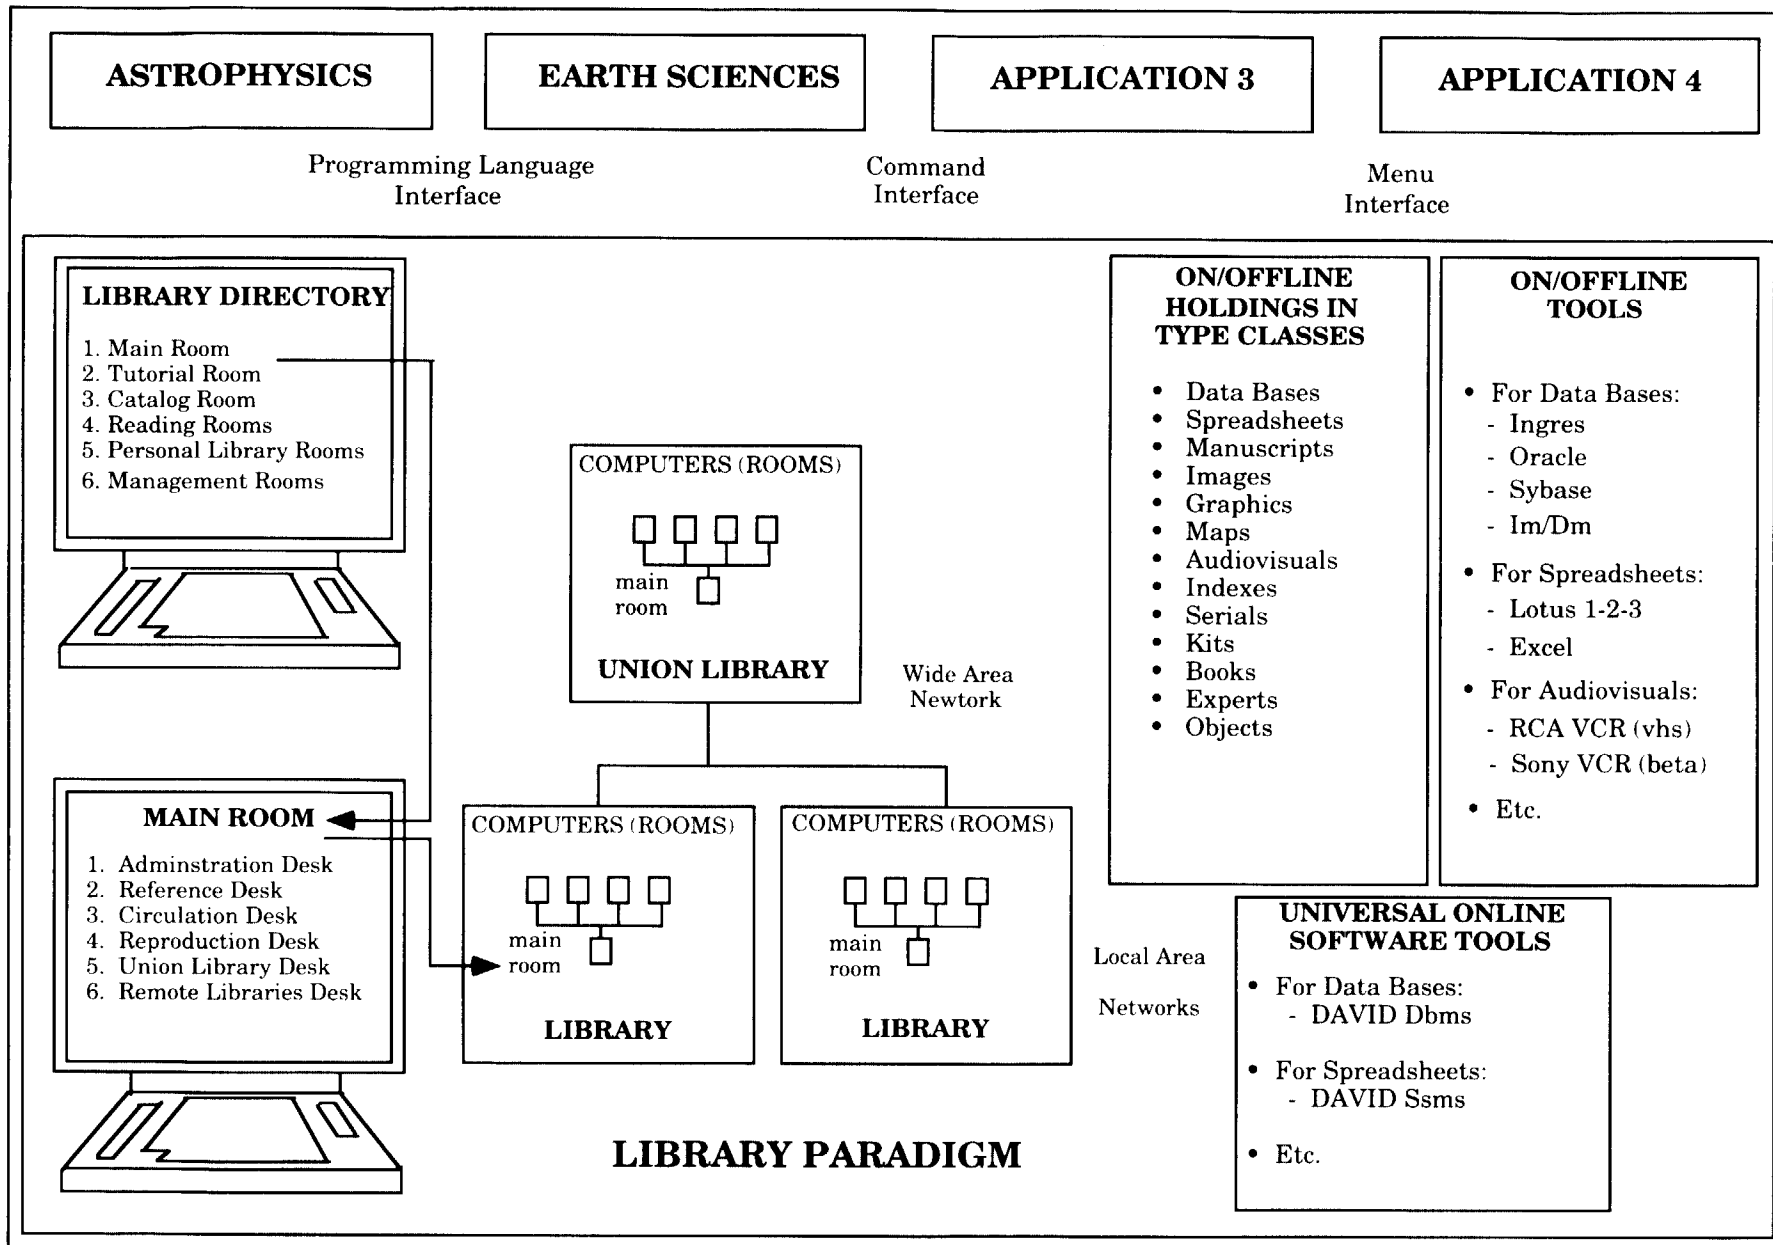 ASTROPHYSICS
EARTH SCIENCES
APPLICATION 3
APPLICATION 4
Programming Language
Interface
Command
Interface
Menu
Interface
LIBRARY DIRECTORY
1. Main Room
2. Tutorial Room
3. Catalog Room
4. Reading Rooms
5. Personal Library Rooms
6. Management Rooms
MAIN ROOM
1. Adminstration Desk
2. Reference Desk
3. Circulation Desk
4. Reproduction Desk
5. Union Library Desk
6. Remote Libraries Desk
COMPUTERS (ROOMS)
main
room
UNION LIBRARY
Wide Area
Newtork
COMPUTERS (ROOMS)
main
room
LIBRARY
COMPUTERS (ROOMS)
main
room
LIBRARY
Local Area
Networks
ON/OFFLINE
HOLDINGS IN
TYPE CLASSES
• Data Bases
• Spreadsheets
• Manuscripts
• Images
• Graphics
• Maps
• Audiovisuals
• Indexes
• Serials
• Kits
• Books
• Experts
• Objects
ON/OFFLINE
TOOLS
• For Data Bases:
- Ingres
- Oracle
- Sybase
- Im/Dm
• For Spreadsheets:
- Lotus 1-2-3
- Excel
• For Audiovisuals:
- RCA VCR (vhs)
- Sony VCR (beta)
• Etc.
UNIVERSAL ONLINE
SOFTWARE TOOLS
• For Data Bases:
- DAVID Dbms
• For Spreadsheets:
- DAVID Ssms
• Etc.
LIBRARY PARADIGM